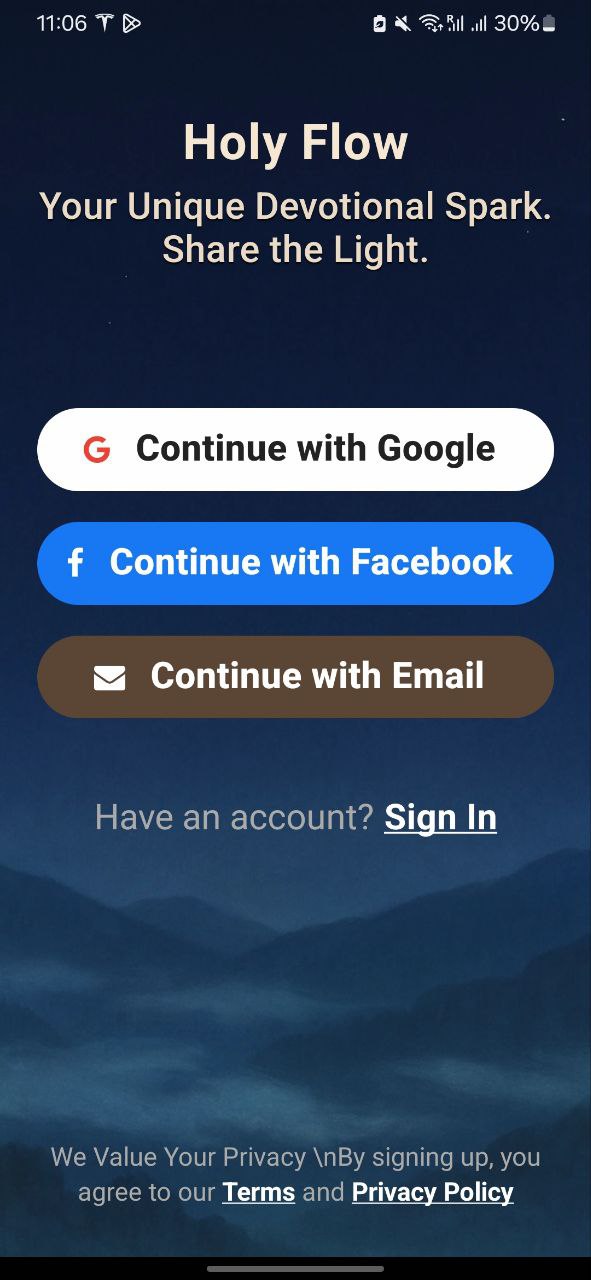 11:06 30%
Holy Flow
Your Unique Devotional Spark.
Share the Light.
G Continue with Google
f Continue with Facebook
Continue with Email
Have an account? Sign In
We Value Your Privacy \nBy signing up, you
agree to our Terms and Privacy Policy